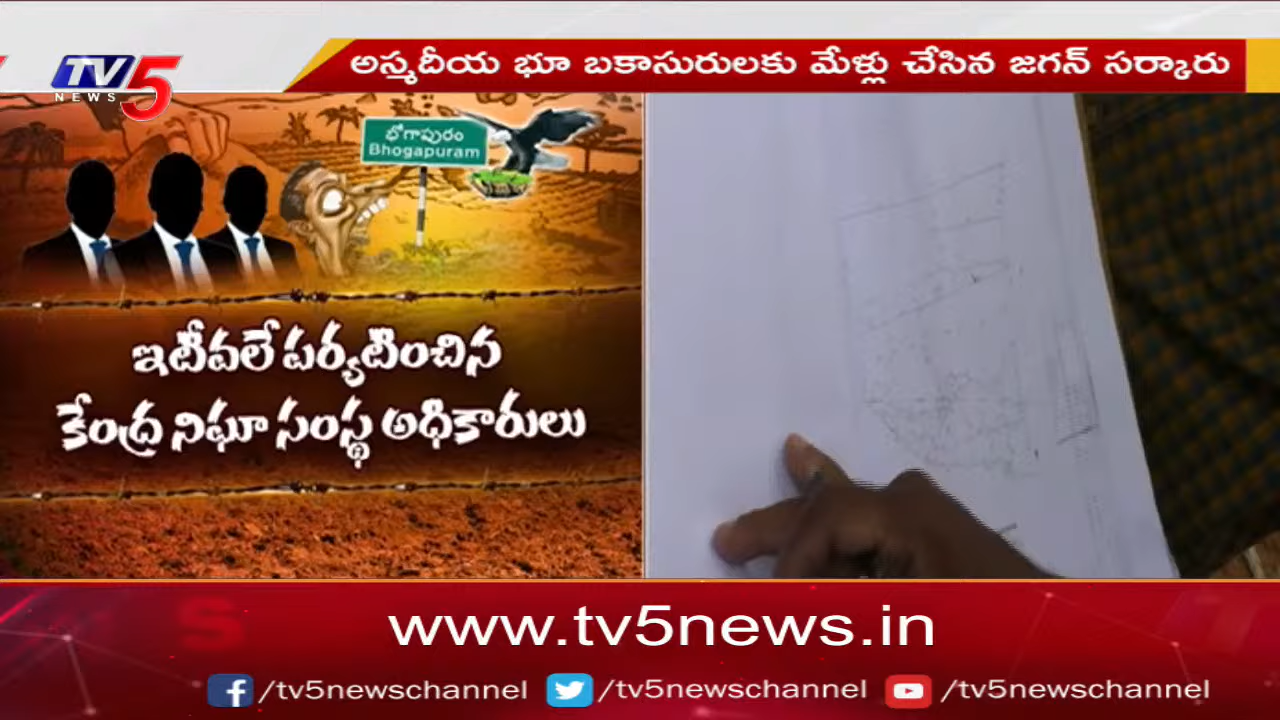 అస్మదీయ భూ బకాసురులకు మేళ్లు చేసిన జగన్ సర్కారు
TV5
NEWS
భోగాపురం
Bhogapuram
ఇటీవలే పర్యటించిన
కేంద్ర నిఘా సంస్థ అధికారులు
www.tv5news.in
/tv5newschannel
/tv5newschannel
/tv5newschannel